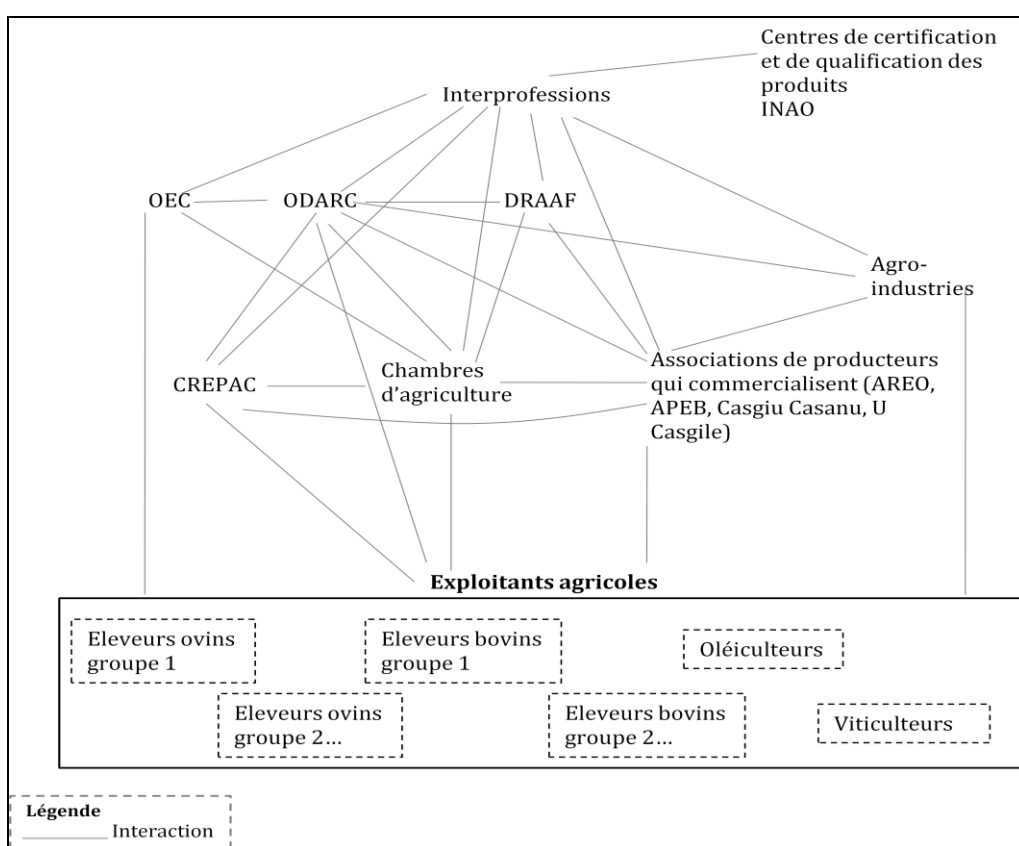 Centres de certification
et de qualification des
produits
INAO
Interprofessions
OEC
ODARC
DRAAF
Agro-
industries
CREPAC
Chambres
d’agriculture
Associations de producteurs
qui commercialisent (AREO,
APEB, Casgiu Casanu, U
Casgile)
Exploitants agricoles
Eleveurs ovins
groupe 1
Eleveurs bovins
groupe 1
Oléiculteurs
Eleveurs ovins
groupe 2...
Eleveurs bovins
groupe 2...
Viticulteurs
Légende
Interaction